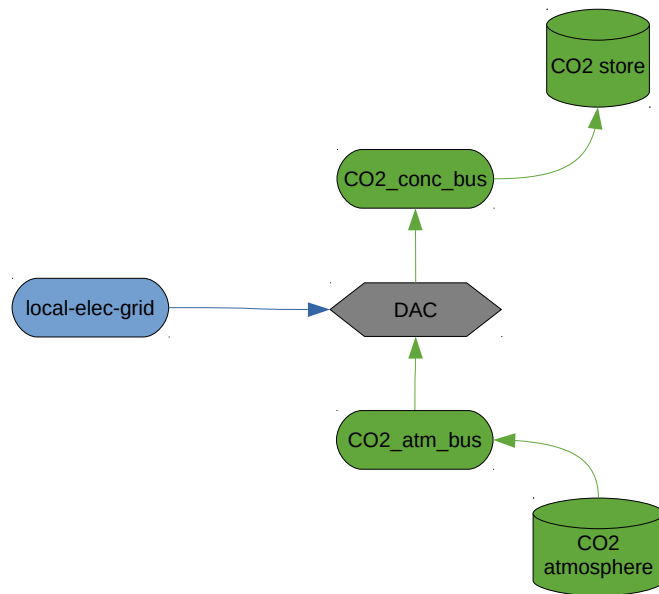 CO2 store
CO2_conc_bus
local-elec-grid
DAC
CO2_atm_bus
CO2
atmosphere